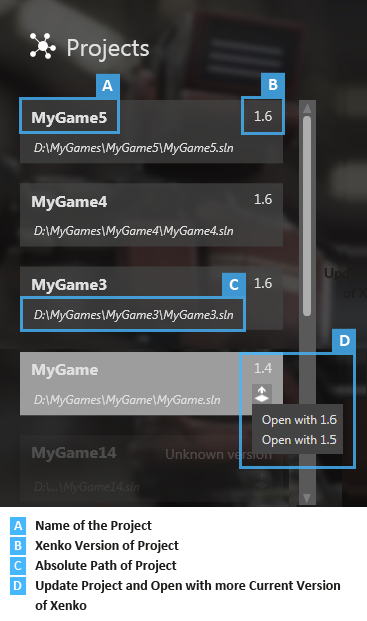 Projects
A
B
MyGame5
1.6
D:\MyGames\MyGame5\MyGame5.sln
MyGame4
1.6
D:\MyGames\MyGame4\MyGame4.sln
MyGame3
C
1.6
D:\MyGames\MyGame3\MyGame3.sln
D
MyGame
1.4
D:\MyGames\MyGame\MyGame.sln
Open with 1.6
Open with 1.5
MyGame14
Unknown version
D:\...\MyGame14.sln
A Name of the Project
B Xenko Version of Project
C Absolute Path of Project
D Update Project and Open with more Current Version
of Xenko